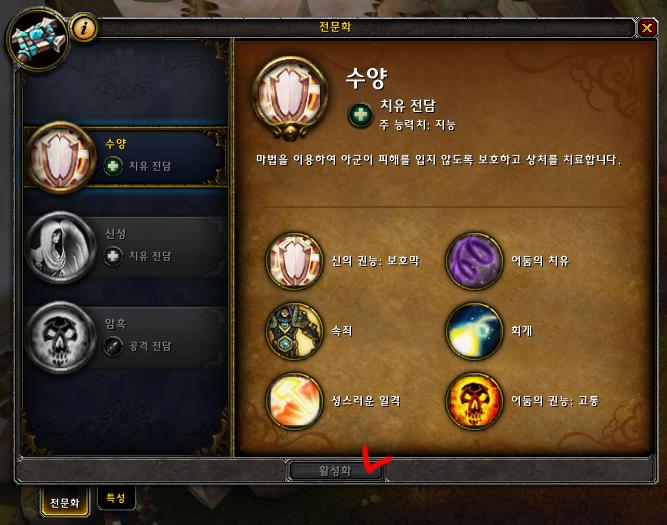 전문화
수양
치유 전담
신성
치유 전담
암흑
공격 전담
수양
치유 전담
주 능력치: 지능
마법을 이용하여 아군이 피해를 입지 않도록 보호하고 상처를 치료합니다.
신의 권능: 보호막
어둠의 치유
속죄
회개
성스러운 일격
어둠의 권능: 고통
활성화
전문화
특성